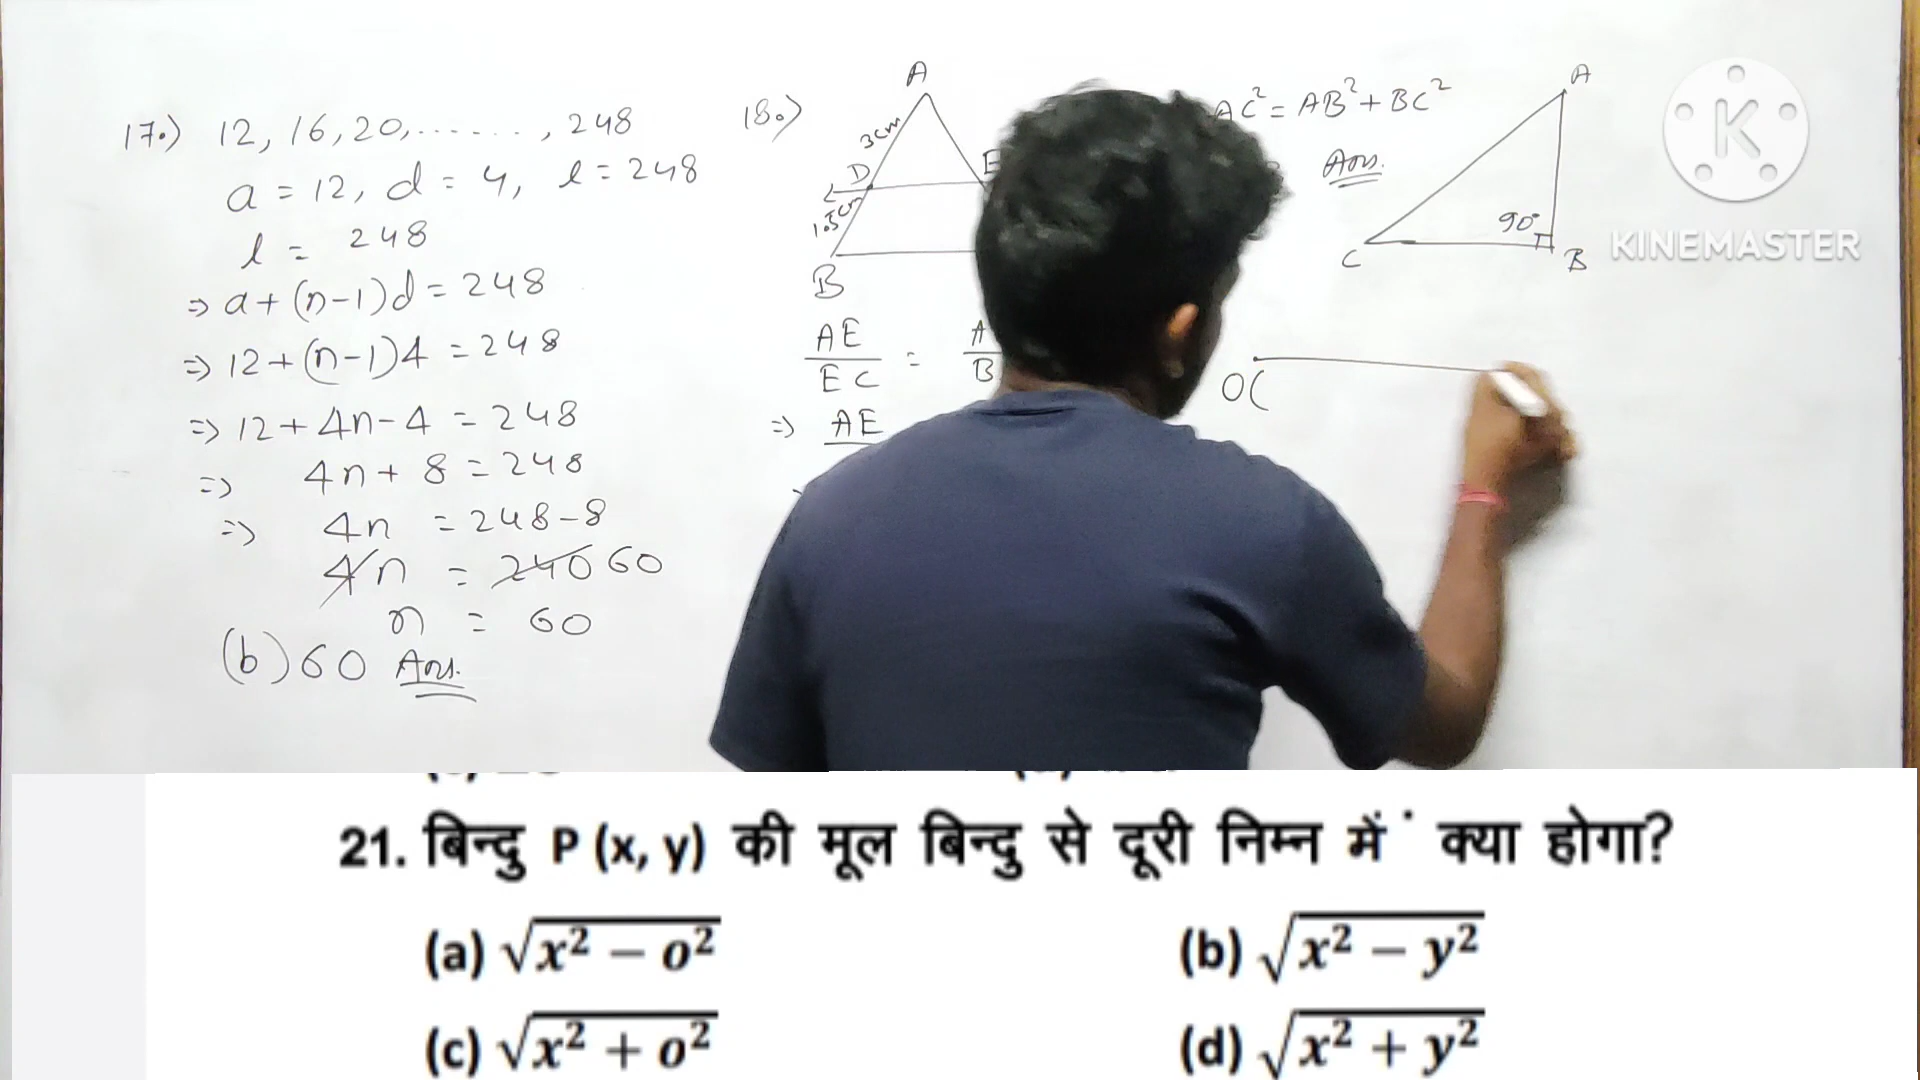 17.) 12, 16, 20, ......, 248
a = 12, d = 4, l = 248
l = 248
⇒ a + (n-1)d = 248
⇒ 12 + (n-1)4 = 248
⇒ 12 + 4n - 4 = 248
⇒ 4n + 8 = 248
⇒ 4n = 248 - 8
4n = 240 60
n = 60
(b) 60 Ans.
18.)
A
3cm
D
E
1.5cm
B
AE/EC = A/B
⇒ AE
AC² = AB² + BC²
Ans.
A
90°
C
B
O(
K
KINEMASTER
21. बिन्दु P (x, y) की मूल बिन्दु से दूरी निम्न में क्या होगा?
(a) √x² − o² (b) √x² − y²
(c) √x² + o² (d) √x² + y²